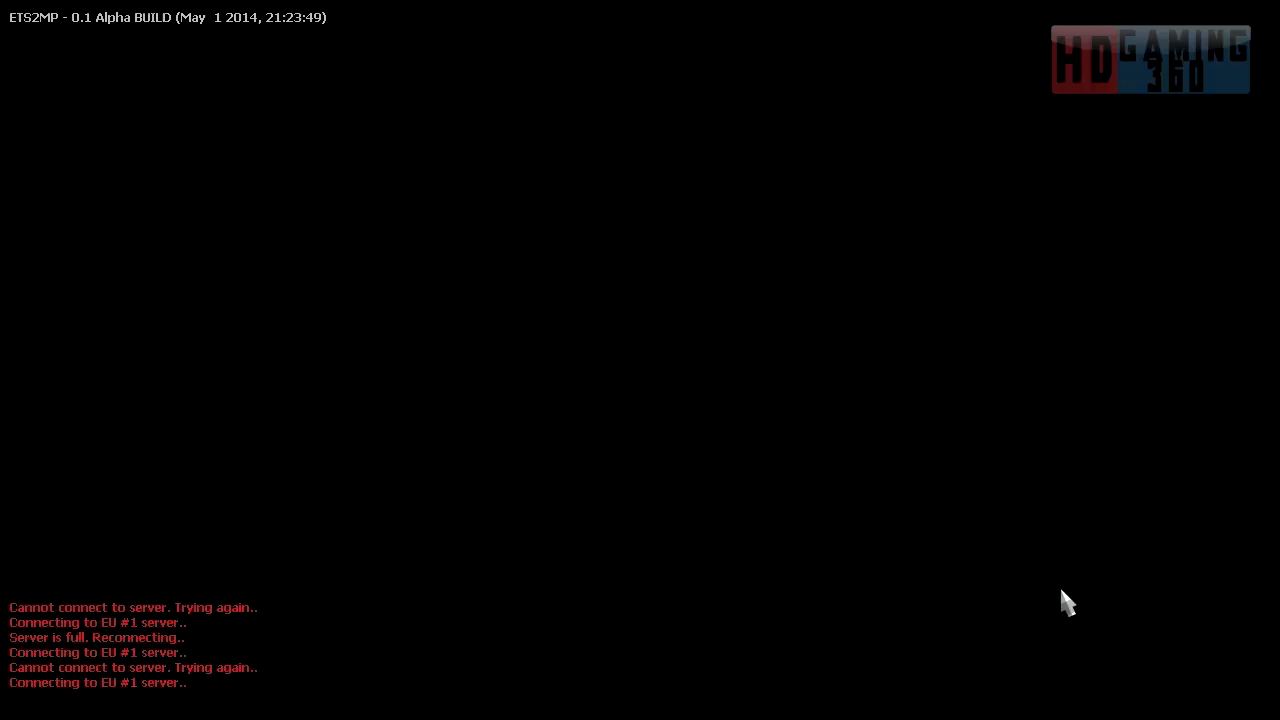 ETS2MP - 0.1 Alpha BUILD (May  1 2014, 21:23:49)
HD GAMING
360
Cannot connect to server. Trying again..
Connecting to EU #1 server..
Server is full. Reconnecting..
Connecting to EU #1 server..
Cannot connect to server. Trying again..
Connecting to EU #1 server..